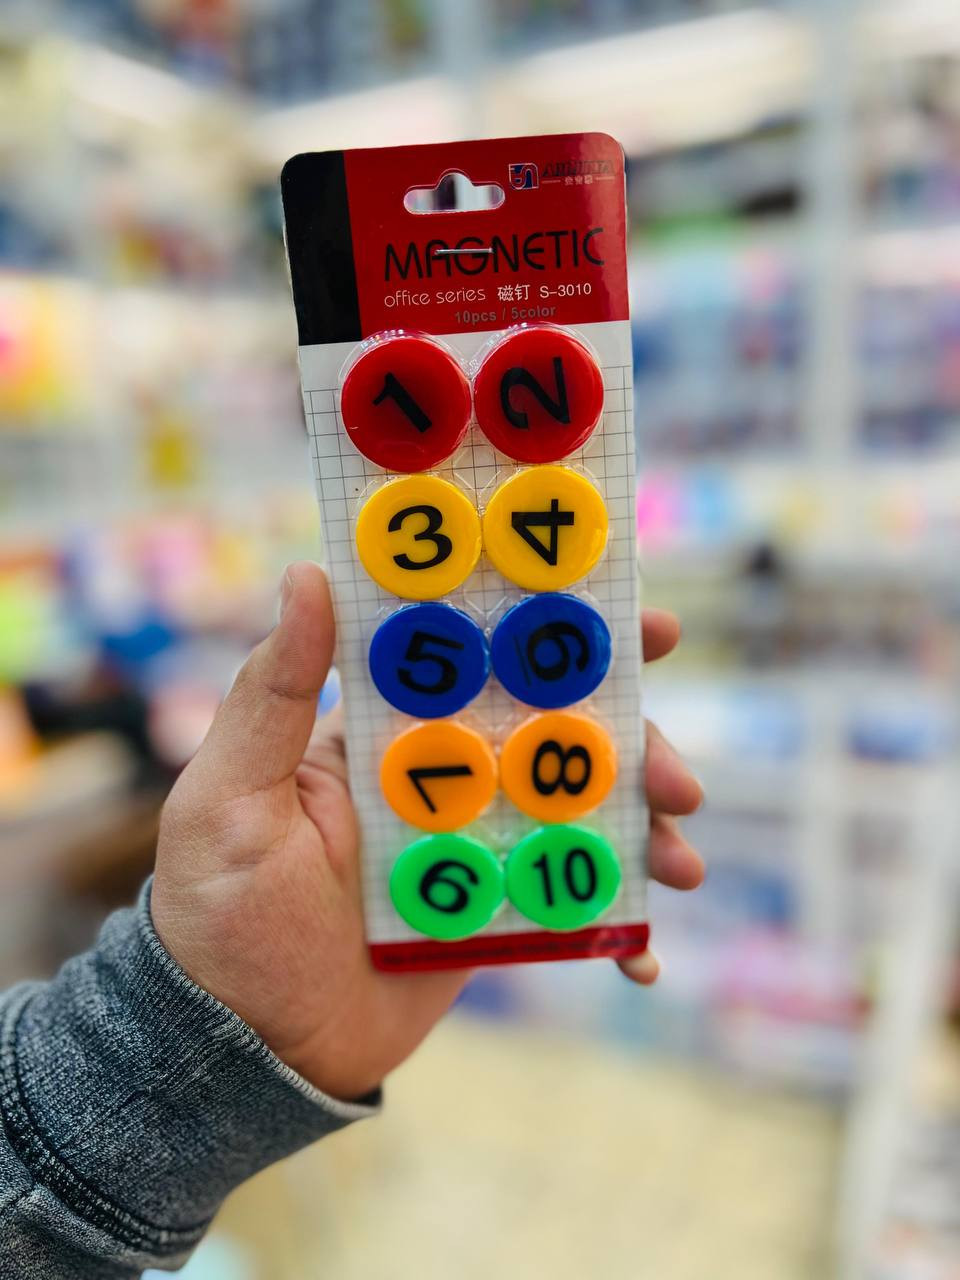 MAGNETIC
office series 磁钉 S-3010
10pcs / 5color
1 2
3 4
5 6
7 8
9 10